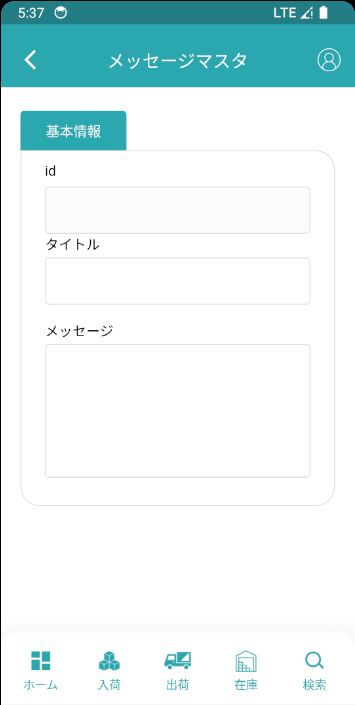 5:37 LTE
メッセージマスタ
基本情報
id
タイトル
メッセージ
ホーム 入荷 出荷 在庫 検索